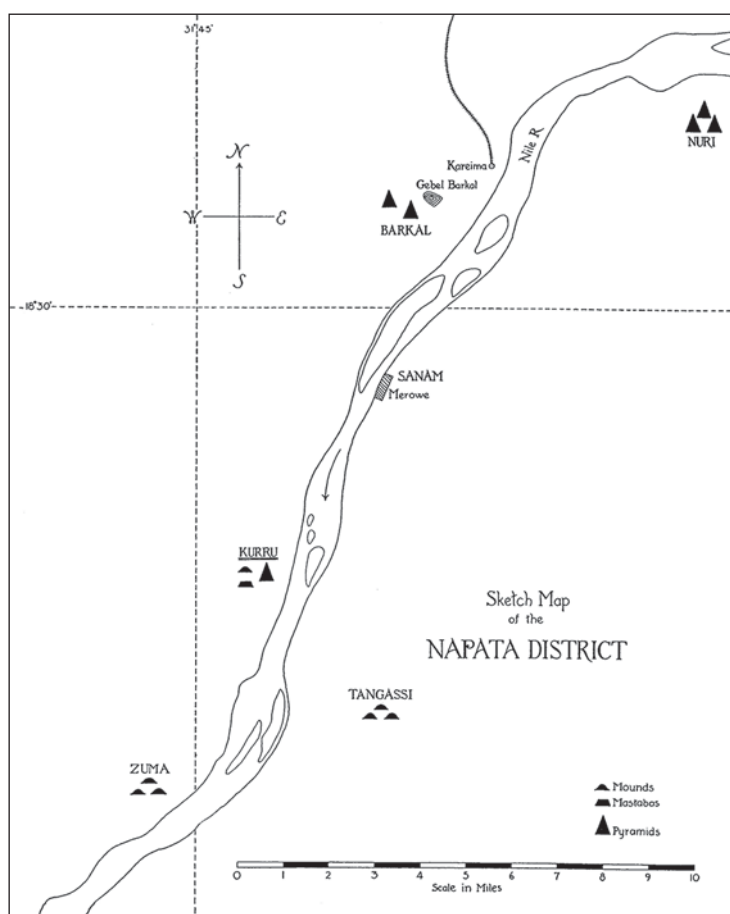 31°45'
N
W E
S
Nile R.
NURI
Kareima
Gebel Barkal
BARKAL
18°30'
SANAM
Merowe
KURRU
Sketch Map
of the
NAPATA DISTRICT
TANGASSI
ZUMA
Mounds
Mastabas
Pyramids
0 1 2 3 4 5 6 7 8 9 10
Scale in Miles